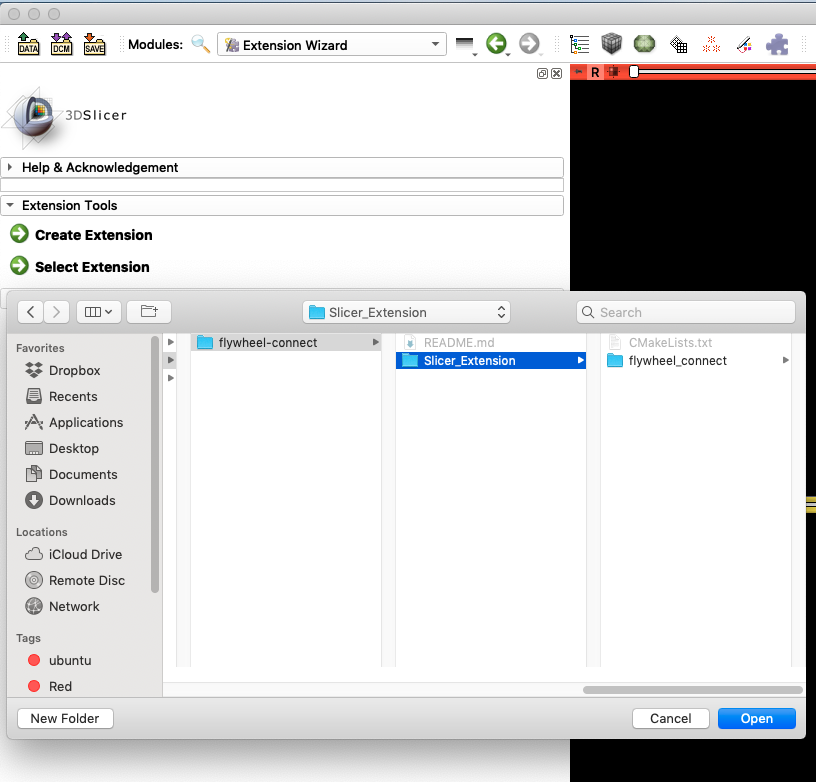 DATA DCM SAVE Modules: Extension Wizard
R
3DSlicer
Help & Acknowledgement
Extension Tools
Create Extension
Select Extension
Slicer_Extension
Search
Favorites
Dropbox
Recents
Applications
Desktop
Documents
Downloads
Locations
iCloud Drive
Remote Disc
Network
Tags
ubuntu
Red
flywheel-connect
README.md
Slicer_Extension
CMakeLists.txt
flywheel_connect
New Folder
Cancel
Open